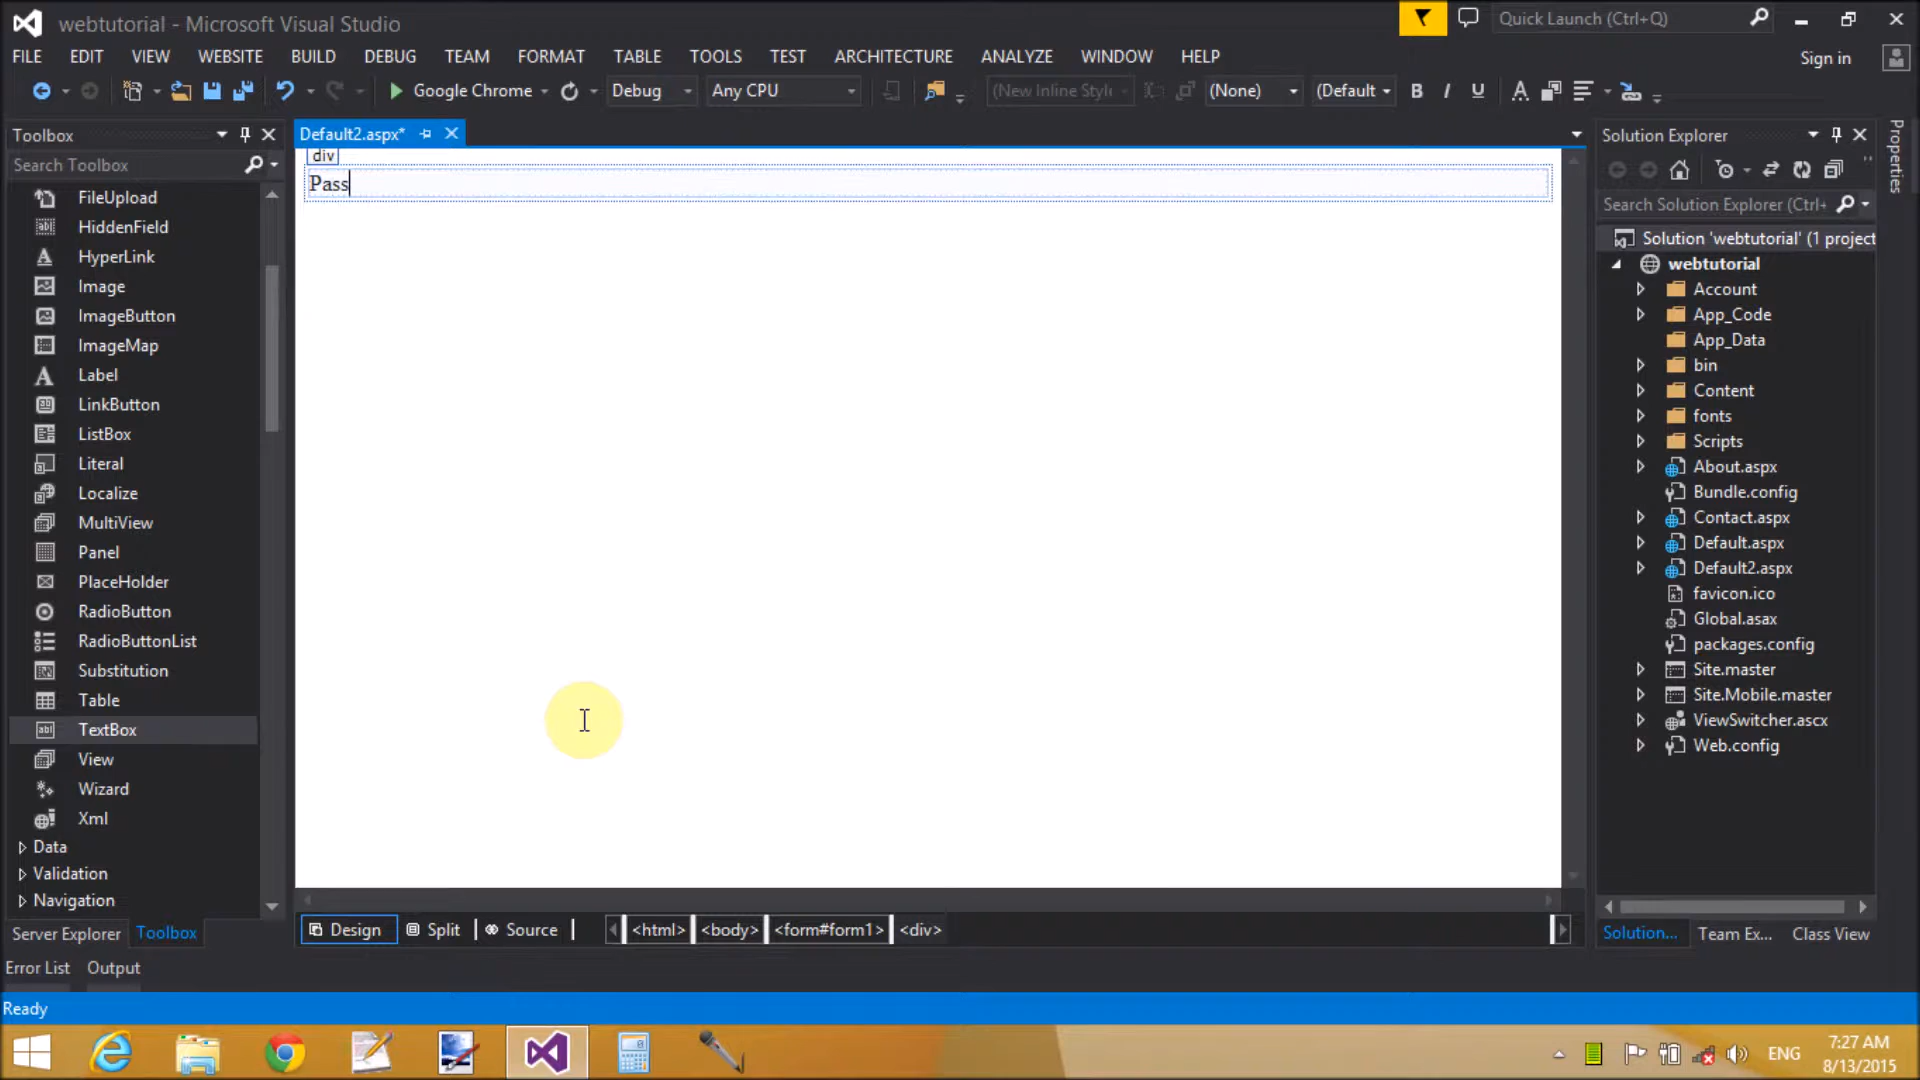 webtutorial - Microsoft Visual Studio
Quick Launch (Ctrl+Q)
FILE EDIT VIEW WEBSITE BUILD DEBUG TEAM FORMAT TABLE TOOLS TEST ARCHITECTURE ANALYZE WINDOW HELP
Sign in
Google Chrome Debug Any CPU (New Inline Style (None) (Default B I U A
Toolbox
Default2.aspx*
Solution Explorer
Properties
Search Toolbox
div
Pass
Search Solution Explorer (Ctrl+
FileUpload
HiddenField
HyperLink
Image
ImageButton
ImageMap
Label
LinkButton
ListBox
Literal
Localize
MultiView
Panel
PlaceHolder
RadioButton
RadioButtonList
Substitution
Table
TextBox
View
Wizard
Xml
Data
Validation
Navigation
Solution 'webtutorial' (1 project
webtutorial
Account
App_Code
App_Data
bin
Content
fonts
Scripts
About.aspx
Bundle.config
Contact.aspx
Default.aspx
Default2.aspx
favicon.ico
Global.asax
packages.config
Site.master
Site.Mobile.master
ViewSwitcher.ascx
Web.config
Server Explorer Toolbox
Design Split Source <html> <body> <form#form1> <div>
Solution... Team Ex... Class View
Error List Output
Ready
ENG
7:27 AM
8/13/2015